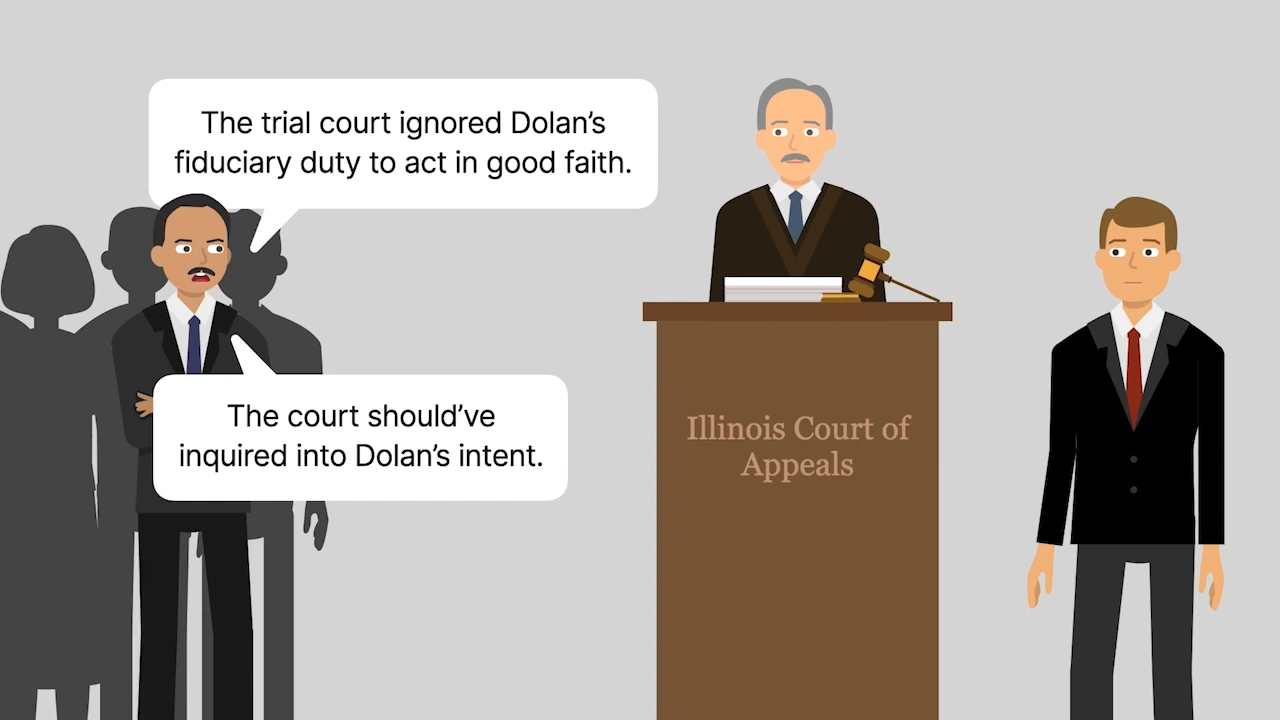 The trial court ignored Dolan’s
fiduciary duty to act in good faith.
The court should’ve
inquired into Dolan’s intent.
Illinois Court of
Appeals